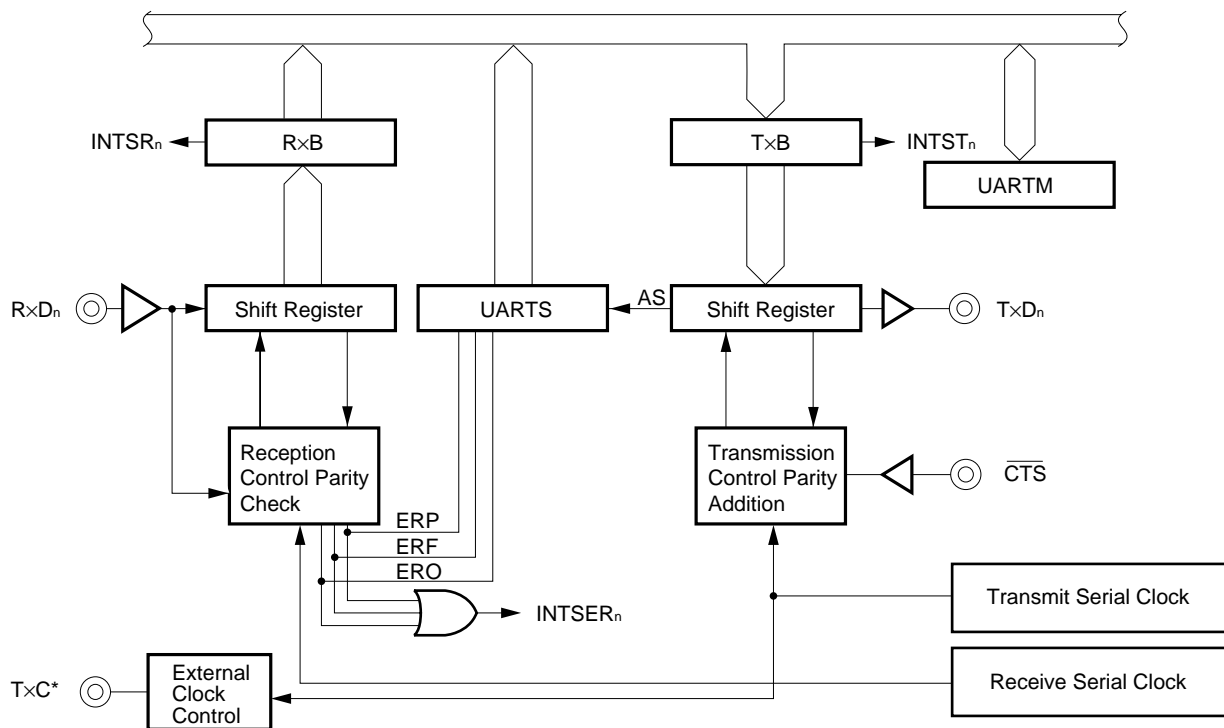 INTSRn
R×B
T×B
INTSTn
UARTM
R×Dn
Shift Register
UARTS
AS
Shift Register
T×Dn
Reception
Control Parity
Check
Transmission
Control Parity
Addition
CTS
ERP
ERF
ERO
INTSERn
Transmit Serial Clock
T×C*
External
Clock
Control
Receive Serial Clock